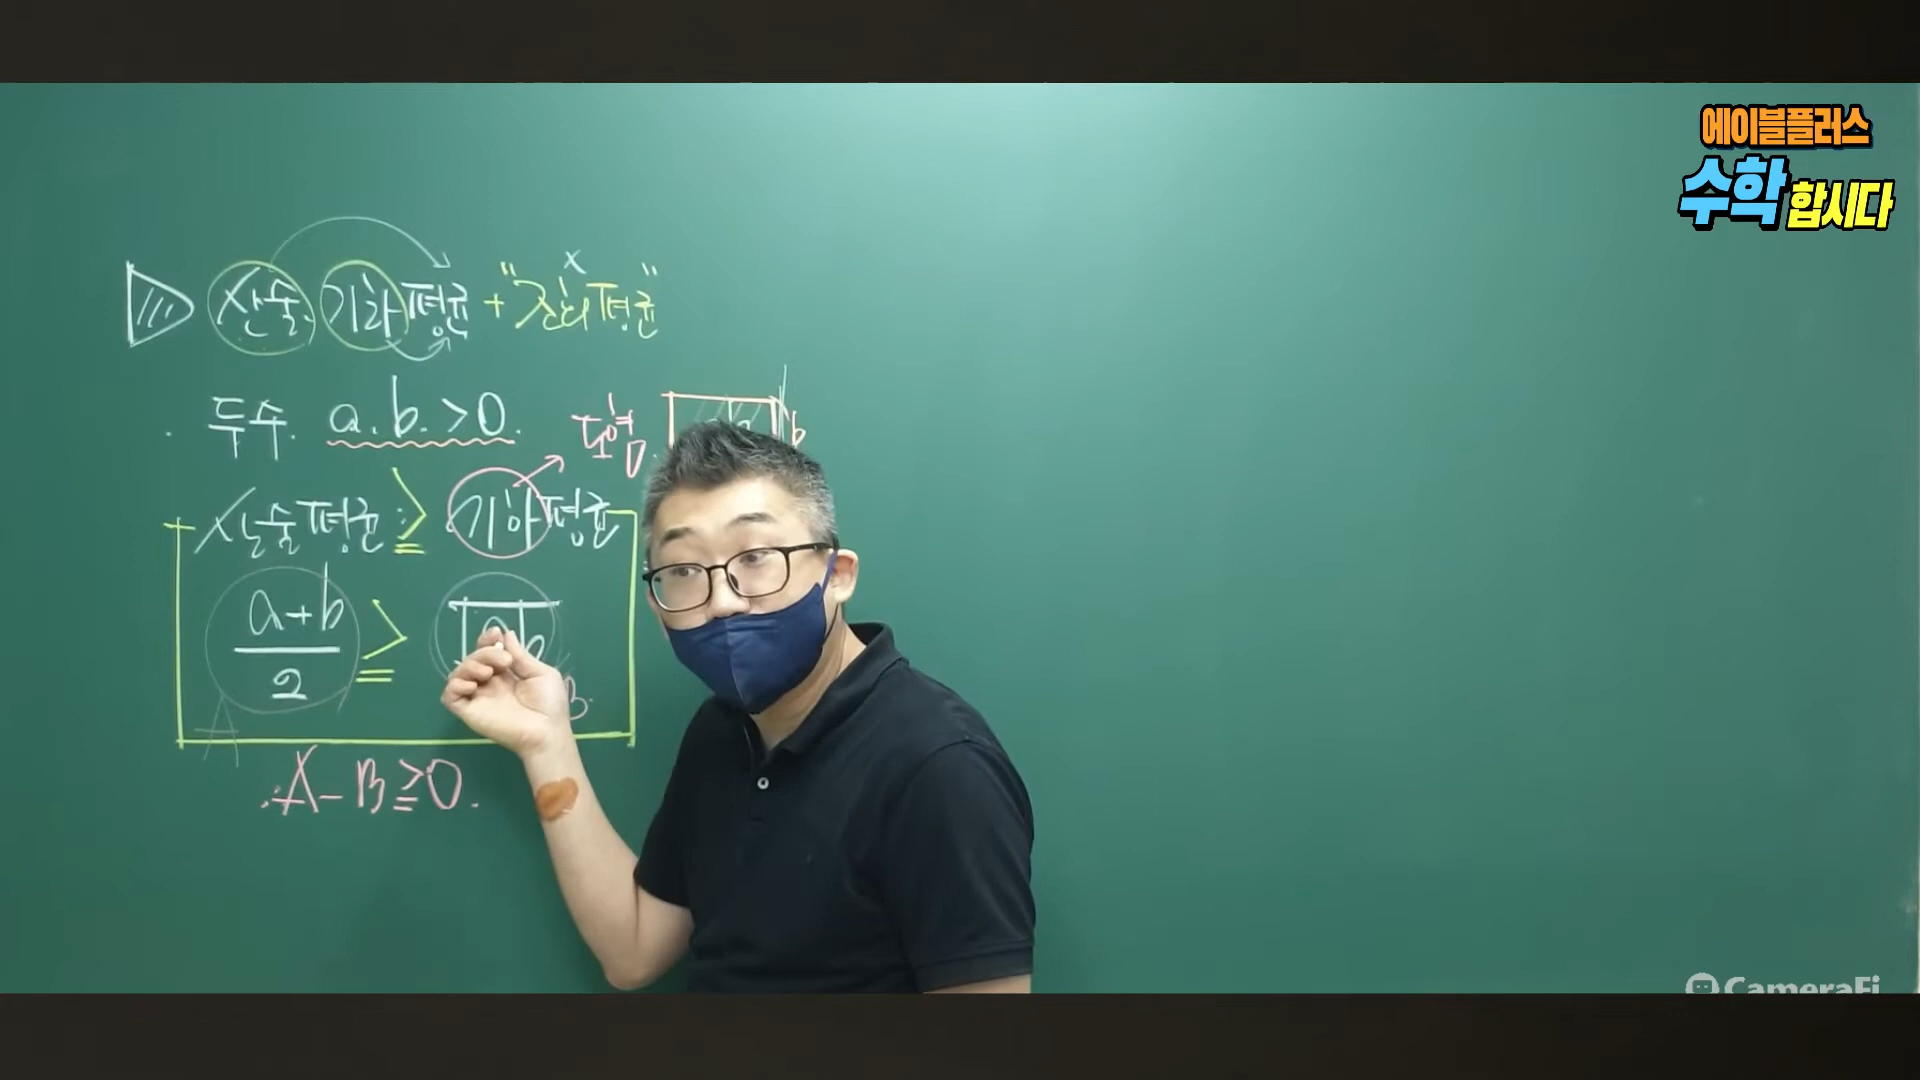 에이블플러스
수학 합시다
산술. 기하평균 + "조화평균"
x
두수. a. b. >0.
도형
b
산술평균 ≥ 기하평균
a+b
2
≥
B.
A
A - B ≥ 0.
CameraFi